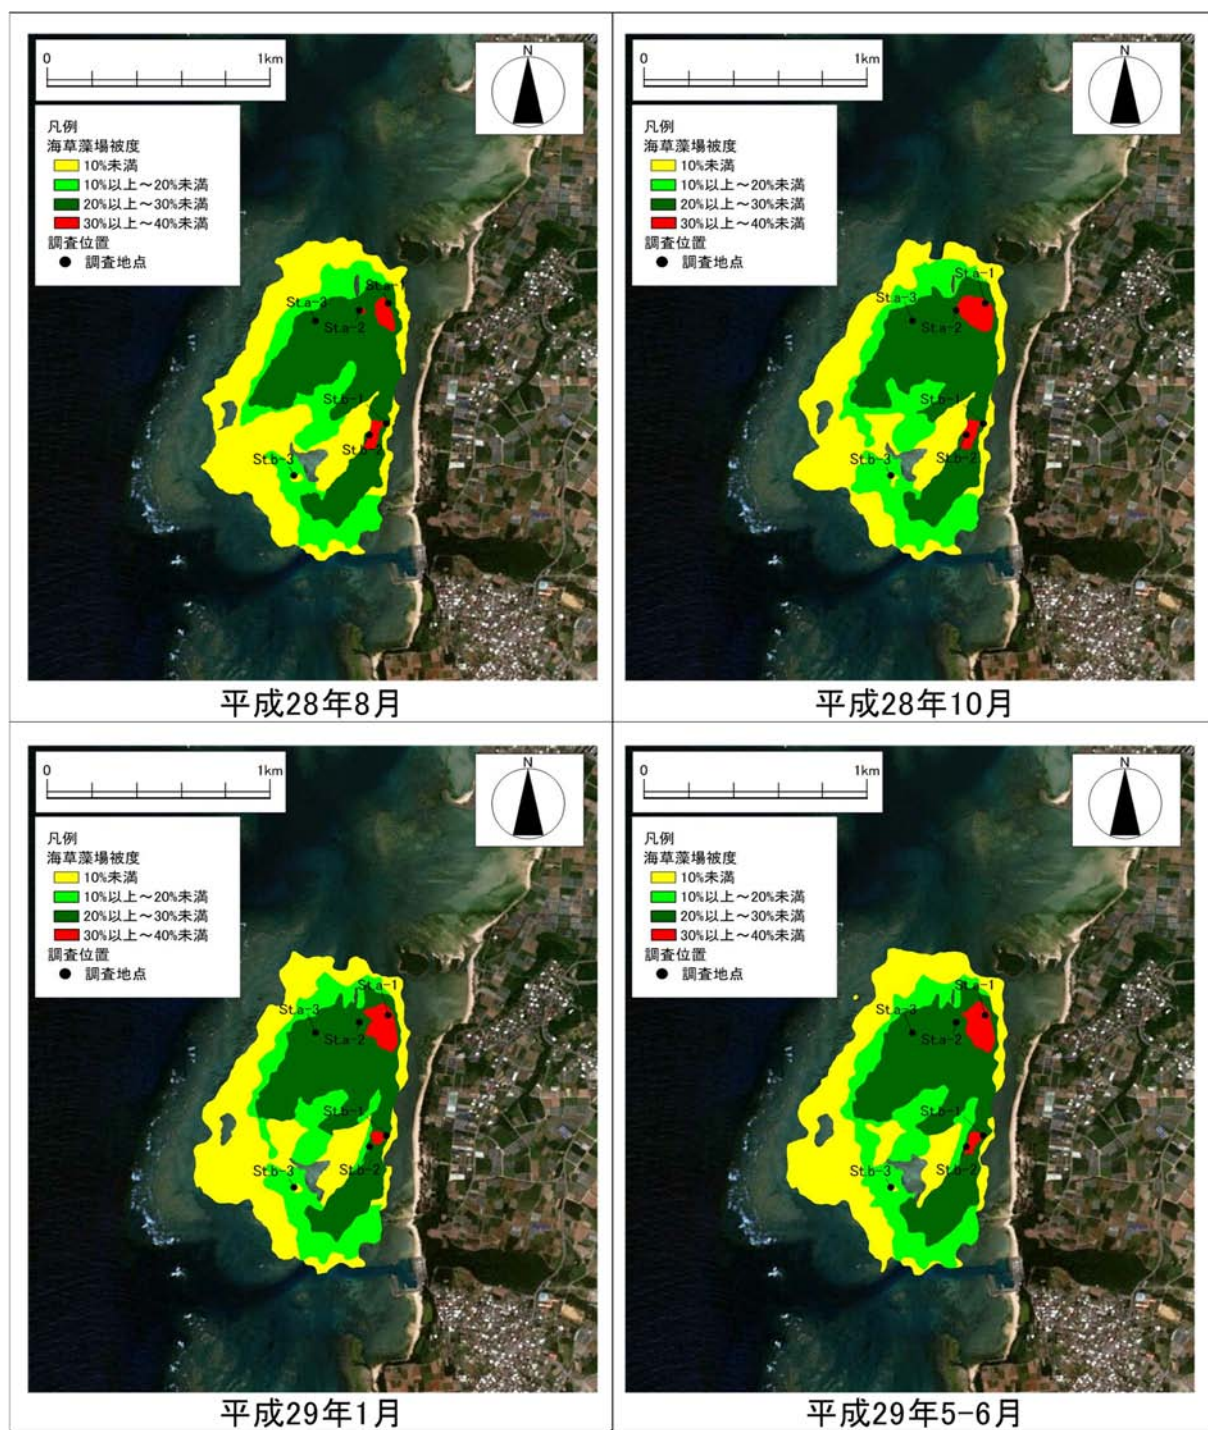 0 1km
N
凡例
海草藻場被度
10%未満
10%以上～20%未満
20%以上～30%未満
30%以上～40%未満
調査位置
調査地点
St.a-1
St.a-3
St.a-2
St.b-1
St.b-2
St.b-3
平成28年8月
0 1km
N
凡例
海草藻場被度
10%未満
10%以上～20%未満
20%以上～30%未満
30%以上～40%未満
調査位置
調査地点
St.a-1
St.a-3
St.a-2
St.b-1
St.b-2
St.b-3
平成28年10月
0 1km
N
凡例
海草藻場被度
10%未満
10%以上～20%未満
20%以上～30%未満
30%以上～40%未満
調査位置
調査地点
St.a-1
St.a-3
St.a-2
St.b-1
St.b-2
St.b-3
平成29年1月
0 1km
N
凡例
海草藻場被度
10%未満
10%以上～20%未満
20%以上～30%未満
30%以上～40%未満
調査位置
調査地点
St.a-1
St.a-3
St.a-2
St.b-1
St.b-2
St.b-3
平成29年5-6月